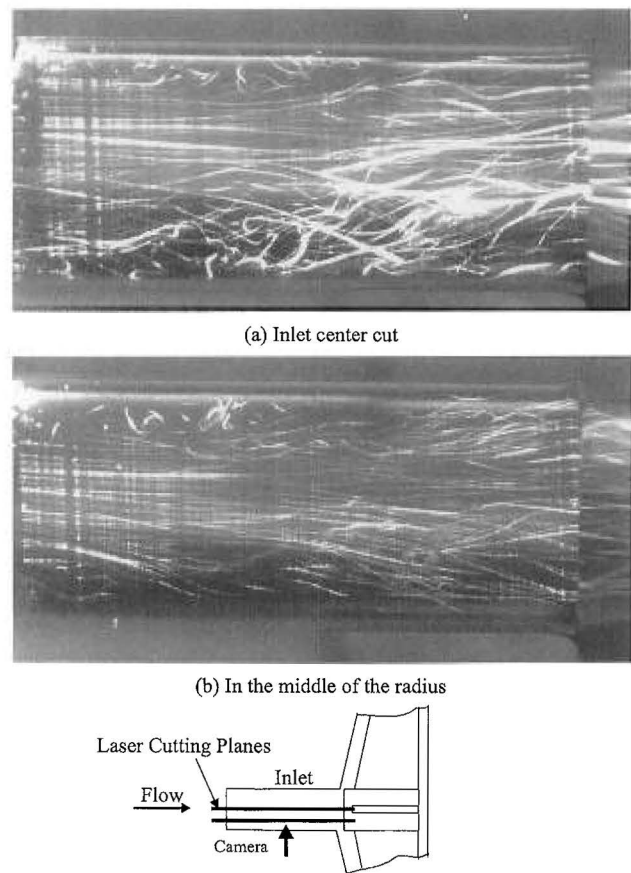 (a) Inlet center cut
(b) In the middle of the radius
Laser Cutting Planes
Inlet
Flow
Camera